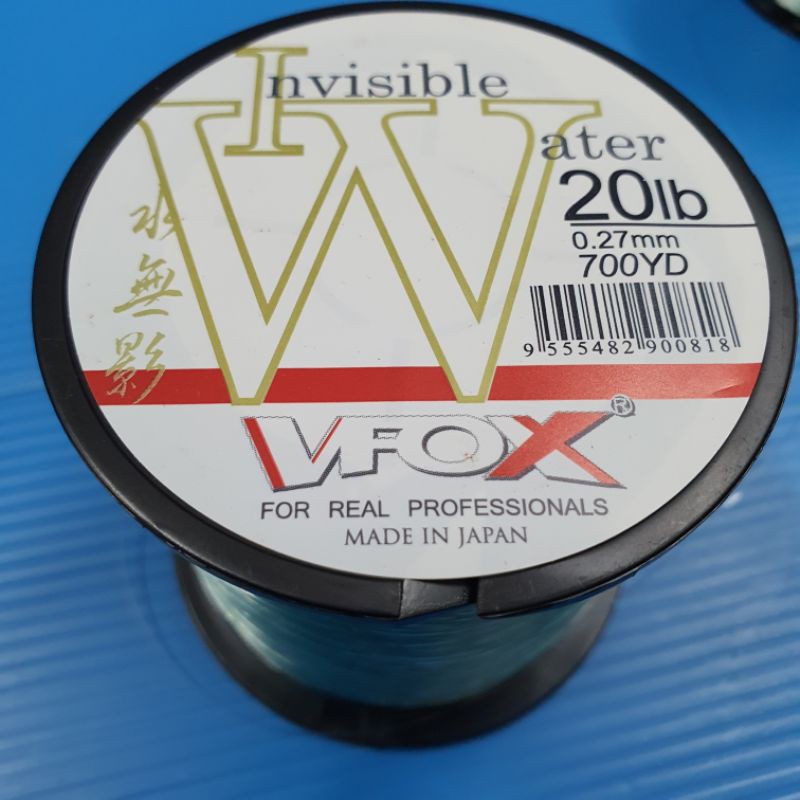 Invisible
Water
20lb
0.27mm
700YD
水無影
9 555482 900818
VFOX®
FOR REAL PROFESSIONALS
MADE IN JAPAN